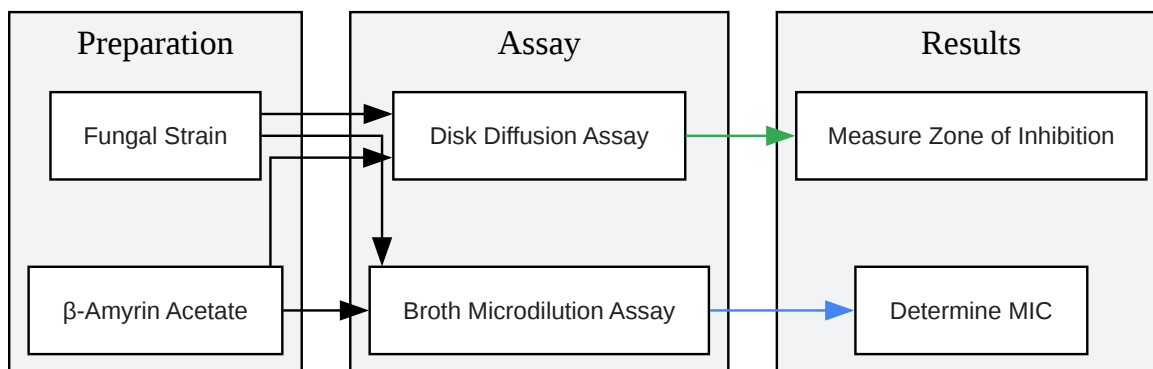 Preparation
Fungal Strain
β-Amyrin Acetate
Assay
Disk Diffusion Assay
Broth Microdilution Assay
Results
Measure Zone of Inhibition
Determine MIC